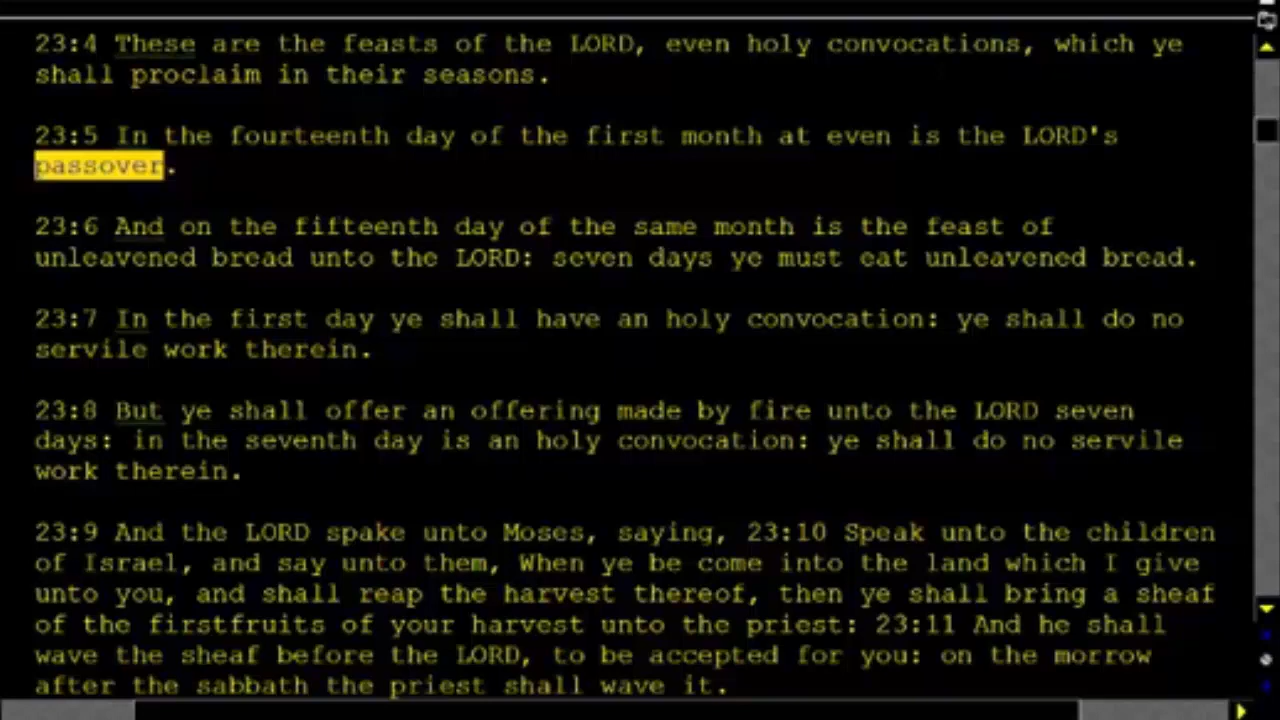 23:4 These are the feasts of the LORD, even holy convocations, which ye
shall proclaim in their seasons.
23:5 In the fourteenth day of the first month at even is the LORD's
passover.
23:6 And on the fifteenth day of the same month is the feast of
unleavened bread unto the LORD: seven days ye must eat unleavened bread.
23:7 In the first day ye shall have an holy convocation: ye shall do no
servile work therein.
23:8 But ye shall offer an offering made by fire unto the LORD seven
days: in the seventh day is an holy convocation: ye shall do no servile
work therein.
23:9 And the LORD spake unto Moses, saying, 23:10 Speak unto the children
of Israel, and say unto them, When ye be come into the land which I give
unto you, and shall reap the harvest thereof, then ye shall bring a sheaf
of the firstfruits of your harvest unto the priest: 23:11 And he shall
wave the sheaf before the LORD, to be accepted for you: on the morrow
after the sabbath the priest shall wave it.